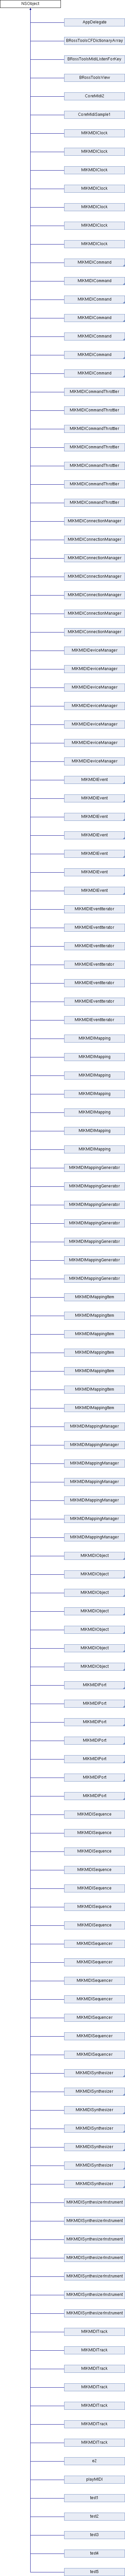 NSObject
AppDelegate
BRossToolsCFDictionaryArray
BRossToolsMidiListenForKey
BRossToolsView
CoreMidi2
CoreMidiSample1
MIKMIDIClock
MIKMIDIClock
MIKMIDIClock
MIKMIDIClock
MIKMIDIClock
MIKMIDIClock
MIKMIDIClock
MIKMIDICommand
MIKMIDICommand
MIKMIDICommand
MIKMIDICommand
MIKMIDICommand
MIKMIDICommand
MIKMIDICommand
MIKMIDICommandThrottler
MIKMIDICommandThrottler
MIKMIDICommandThrottler
MIKMIDICommandThrottler
MIKMIDICommandThrottler
MIKMIDICommandThrottler
MIKMIDICommandThrottler
MIKMIDIConnectionManager
MIKMIDIConnectionManager
MIKMIDIConnectionManager
MIKMIDIConnectionManager
MIKMIDIConnectionManager
MIKMIDIConnectionManager
MIKMIDIConnectionManager
MIKMIDIDeviceManager
MIKMIDIDeviceManager
MIKMIDIDeviceManager
MIKMIDIDeviceManager
MIKMIDIDeviceManager
MIKMIDIDeviceManager
MIKMIDIDeviceManager
MIKMIDIEvent
MIKMIDIEvent
MIKMIDIEvent
MIKMIDIEvent
MIKMIDIEvent
MIKMIDIEvent
MIKMIDIEvent
MIKMIDIEventIterator
MIKMIDIEventIterator
MIKMIDIEventIterator
MIKMIDIEventIterator
MIKMIDIEventIterator
MIKMIDIEventIterator
MIKMIDIEventIterator
MIKMIDIMapping
MIKMIDIMapping
MIKMIDIMapping
MIKMIDIMapping
MIKMIDIMapping
MIKMIDIMapping
MIKMIDIMapping
MIKMIDIMappingGenerator
MIKMIDIMappingGenerator
MIKMIDIMappingGenerator
MIKMIDIMappingGenerator
MIKMIDIMappingGenerator
MIKMIDIMappingGenerator
MIKMIDIMappingGenerator
MIKMIDIMappingItem
MIKMIDIMappingItem
MIKMIDIMappingItem
MIKMIDIMappingItem
MIKMIDIMappingItem
MIKMIDIMappingItem
MIKMIDIMappingItem
MIKMIDIMappingManager
MIKMIDIMappingManager
MIKMIDIMappingManager
MIKMIDIMappingManager
MIKMIDIMappingManager
MIKMIDIMappingManager
MIKMIDIMappingManager
MIKMIDIObject
MIKMIDIObject
MIKMIDIObject
MIKMIDIObject
MIKMIDIObject
MIKMIDIObject
MIKMIDIObject
MIKMIDIPort
MIKMIDIPort
MIKMIDIPort
MIKMIDIPort
MIKMIDIPort
MIKMIDIPort
MIKMIDIPort
MIKMIDISequence
MIKMIDISequence
MIKMIDISequence
MIKMIDISequence
MIKMIDISequence
MIKMIDISequence
MIKMIDISequence
MIKMIDISequencer
MIKMIDISequencer
MIKMIDISequencer
MIKMIDISequencer
MIKMIDISequencer
MIKMIDISequencer
MIKMIDISequencer
MIKMIDISynthesizer
MIKMIDISynthesizer
MIKMIDISynthesizer
MIKMIDISynthesizer
MIKMIDISynthesizer
MIKMIDISynthesizer
MIKMIDISynthesizer
MIKMIDISynthesizerInstrument
MIKMIDISynthesizerInstrument
MIKMIDISynthesizerInstrument
MIKMIDISynthesizerInstrument
MIKMIDISynthesizerInstrument
MIKMIDISynthesizerInstrument
MIKMIDISynthesizerInstrument
MIKMIDITrack
MIKMIDITrack
MIKMIDITrack
MIKMIDITrack
MIKMIDITrack
MIKMIDITrack
MIKMIDITrack
playMIDI
test1
test2
test3
test4
test5